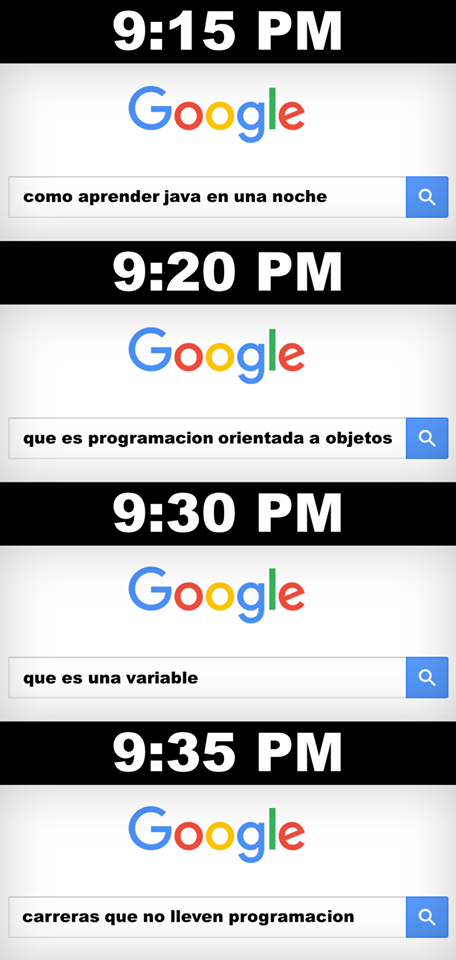 9:15 PM
Google
como aprender java en una noche
9:20 PM
Google
que es programacion orientada a objetos
9:30 PM
Google
que es una variable
9:35 PM
Google
carreras que no lleven programacion